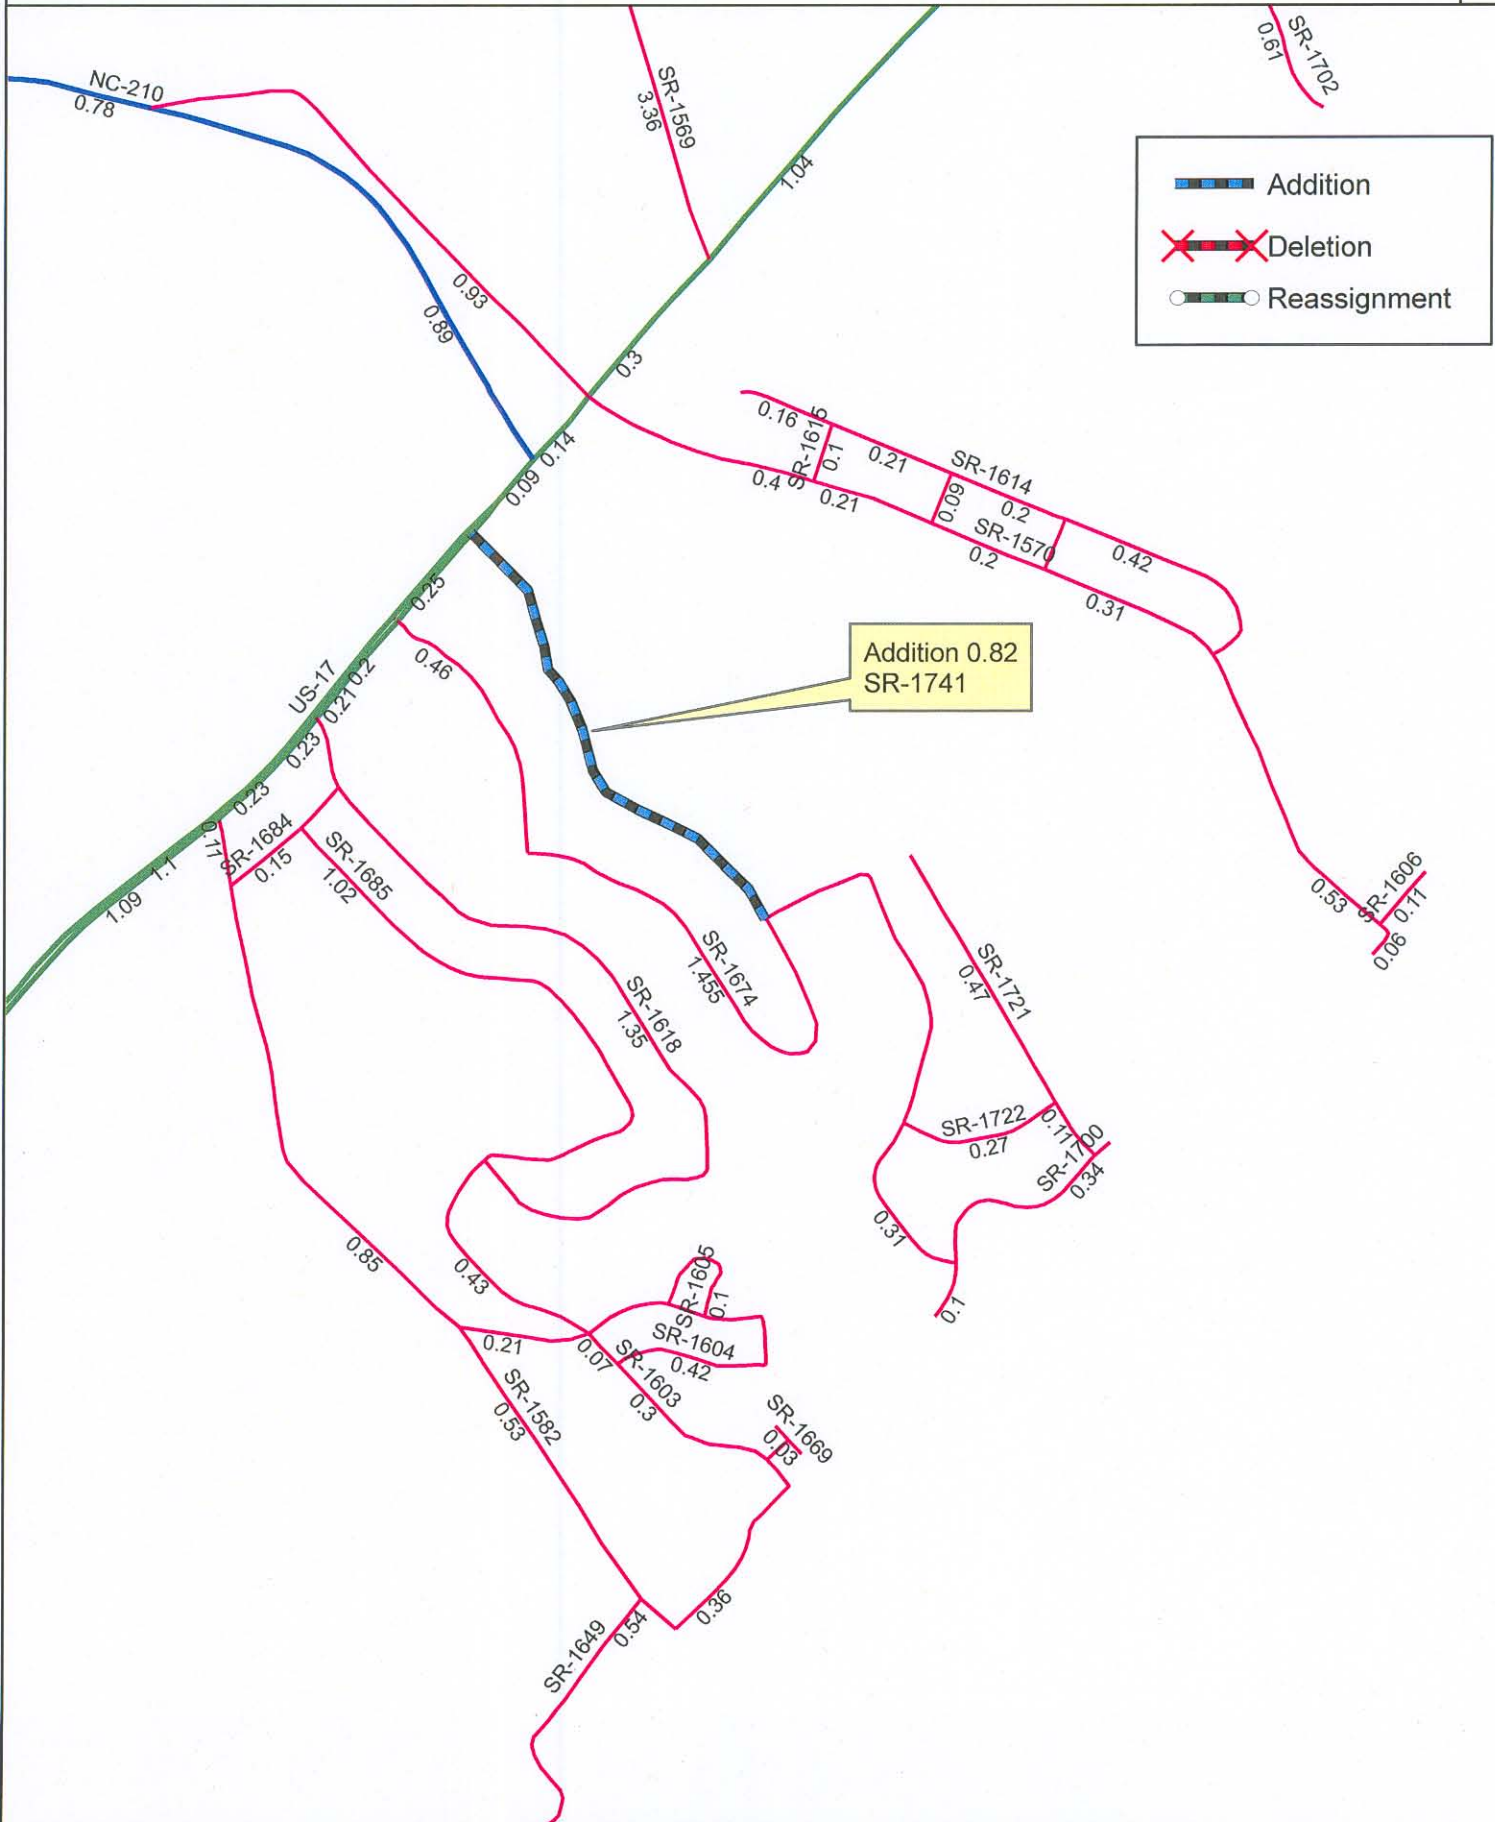 NC-210
0.78
SR-1569
3.36
1.04
SR-1702
0.61
Addition
Deletion
Reassignment
0.93
0.89
0.3
0.14
0.09
0.16
SR-1615
0.1
0.21
SR-1614
0.4
0.21
0.09
0.2
SR-1570
0.2
0.42
0.31
0.25
0.46
Addition 0.82
SR-1741
US-17
0.2
0.21
0.23
0.23
0.77
SR-1684
0.15
SR-1685
1.02
1.1
1.09
SR-1606
0.11
0.53
0.06
SR-1674
1.455
SR-1721
0.47
SR-1618
1.35
SR-1722
0.27
0.11
SR-1700
0.34
0.31
0.1
0.85
0.43
SR-1605
0.1
SR-1604
0.42
0.21
0.07
SR-1603
0.3
SR-1582
0.53
SR-1669
0.03
0.36
0.54
SR-1649